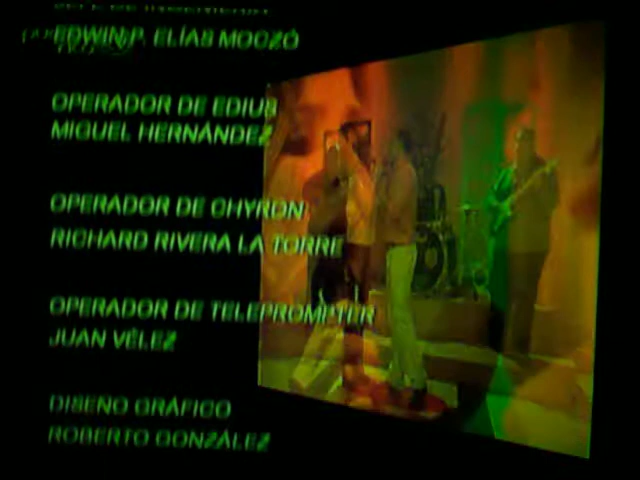 EDWIN P. ELÍAS MOCZÓ
OPERADOR DE EDIUS
MIGUEL HERNÁNDEZ
OPERADOR DE CHYRON
RICHARD RIVERA LA TORRE
OPERADOR DE TELEPROMPTER
JUAN VÉLEZ
DISEÑO GRÁFICO
ROBERTO GONZÁLEZ